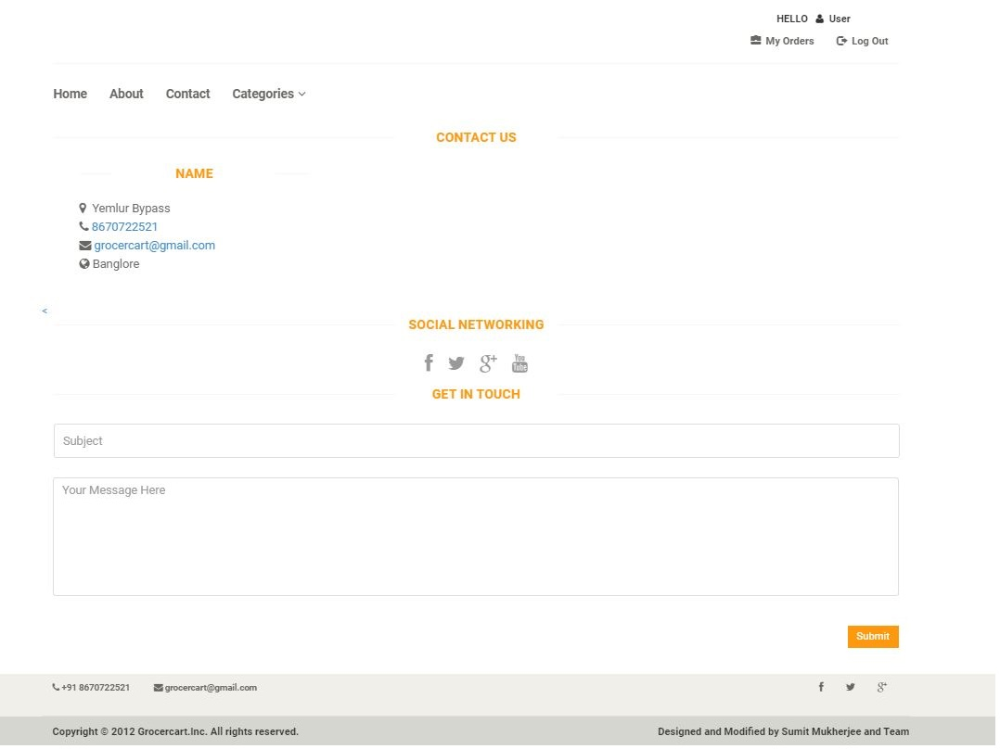 HELLO User
My Orders Log Out
Home About Contact Categories
CONTACT US
NAME
Yemlur Bypass
8670722521
grocercart@gmail.com
Banglore
<
SOCIAL NETWORKING
f g+ You Tube
GET IN TOUCH
Subject
Your Message Here
Submit
+91 8670722521 grocercart@gmail.com f g+
Copyright © 2012 Grocercart.Inc. All rights reserved. Designed and Modified by Sumit Mukherjee and Team